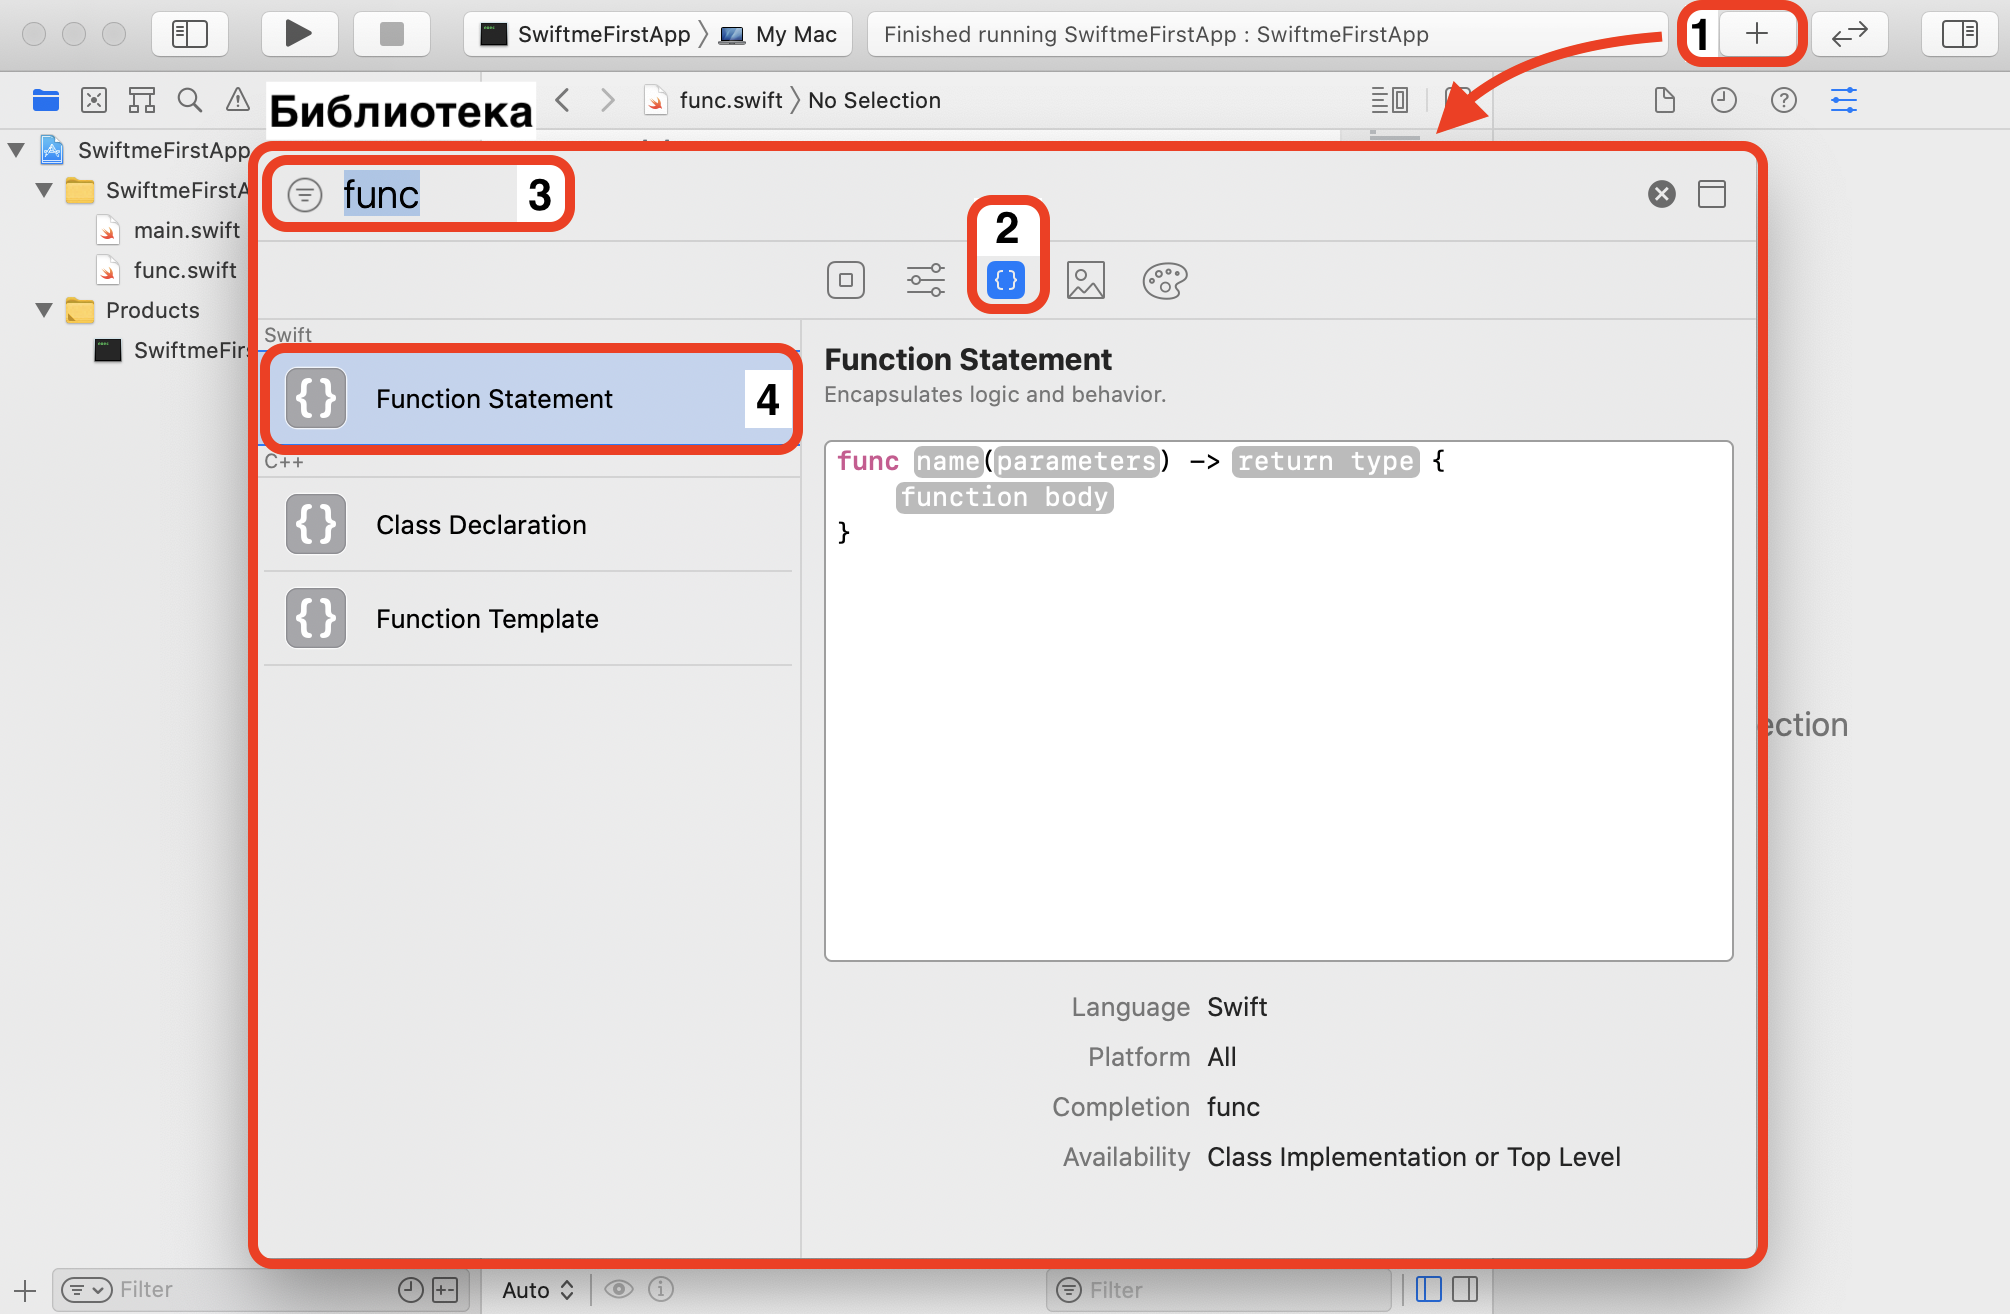 SwiftmeFirstApp 〉 My Mac
Finished running SwiftmeFirstApp : SwiftmeFirstApp
1
Библиотека
func.swift 〉 No Selection
SwiftmeFirstApp
SwiftmeFirstA
main.swift
func.swift
Products
SwiftmeFirs
func
3
2
{}
Swift
{} Function Statement
4
C++
{} Class Declaration
{} Function Template
Function Statement
Encapsulates logic and behavior.
func name(parameters) -> return type {
function body
}
Language Swift
Platform All
Completion func
Availability Class Implementation or Top Level
ection
Filter
Auto
Filter